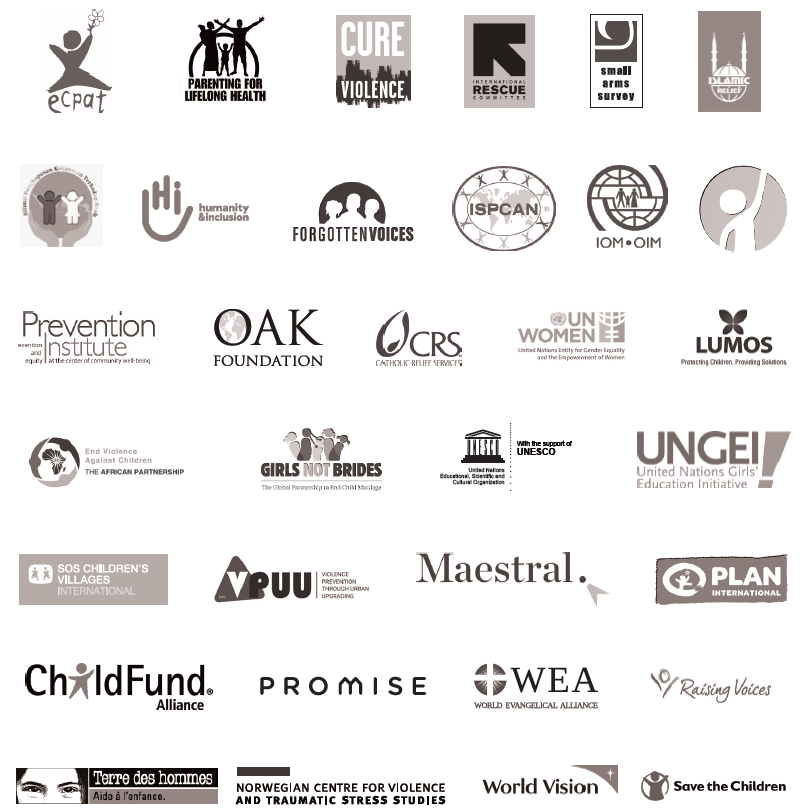 ecpat
PARENTING FOR
LIFELONG HEALTH
CURE
VIOLENCE
INTERNATIONAL
RESCUE
COMMITTEE
small
arms
survey
ISLAMIC
RELIEF
Hi
humanity
&inclusion
FORGOTTENVOICES
ISPCAN
IOM•OIM
Prevention
Institute
prevention
and
equity at the center of community well-being
OAK
FOUNDATION
CRS
CATHOLIC RELIEF SERVICES
UN
WOMEN
United Nations Entity for Gender Equality
and the Empowerment of Women
LUMOS
Protecting Children. Providing Solutions.
End Violence
Against Children
THE AFRICAN PARTNERSHIP
GIRLS NOT BRIDES
The Global Partnership to End Child Marriage
UNESCO
United Nations
Educational, Scientific and
Cultural Organization
With the support of
UNESCO
UNGEI!
United Nations Girls'
Education Initiative
SOS CHILDREN'S
VILLAGES
INTERNATIONAL
VPUU
VIOLENCE
PREVENTION
THROUGH URBAN
UPGRADING
Maestral.
PLAN
INTERNATIONAL
ChildFund®
Alliance
PROMISE
WEA
WORLD EVANGELICAL ALLIANCE
Raising Voices
Terre des hommes
Aide à l'enfance.
NORWEGIAN CENTRE FOR VIOLENCE
AND TRAUMATIC STRESS STUDIES
World Vision
Save the Children